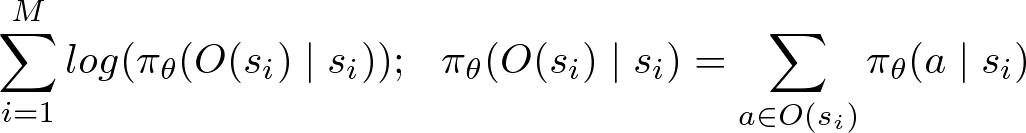 \sum_{i=1}^{M} log(\pi_\theta(O(s_i) \mid s_i)); \pi_\theta(O(s_i) \mid s_i) = \sum_{a \in O(s_i)} \pi_\theta(a \mid s_i)